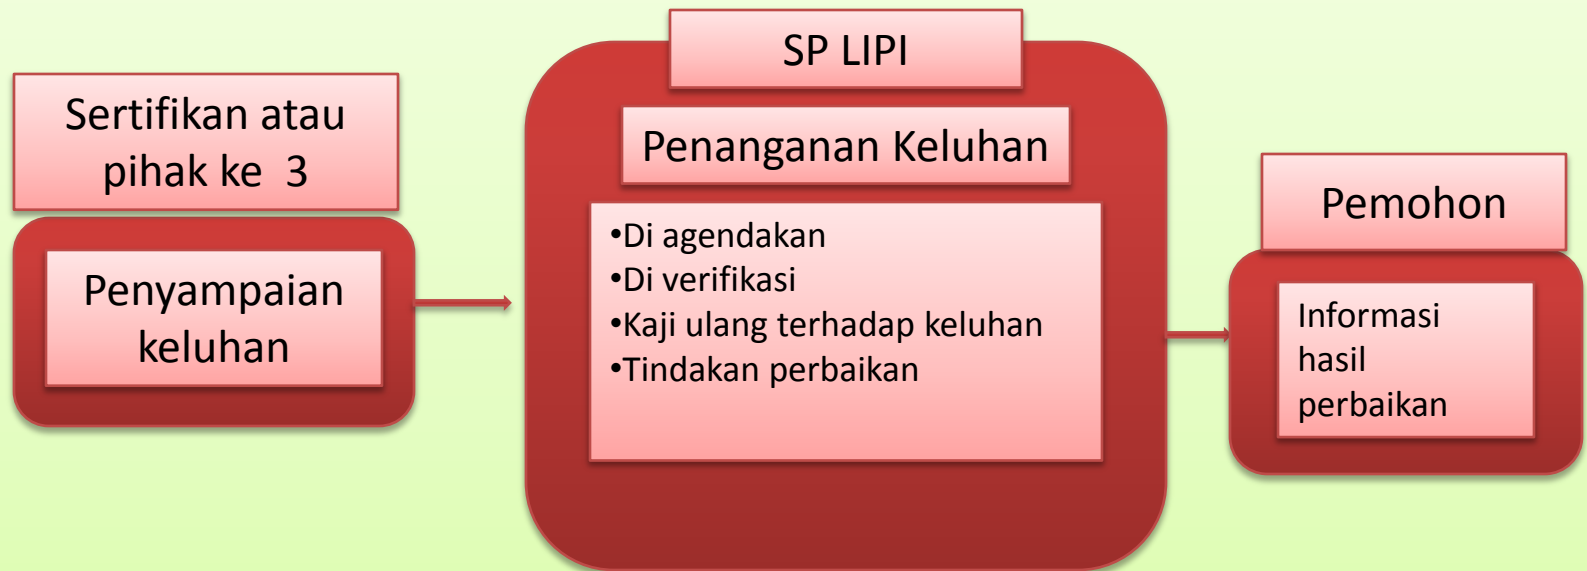 Sertifikan atau
pihak ke 3
Penyampaian
keluhan
SP LIPI
Penanganan Keluhan
•Di agendakan
•Di verifikasi
•Kaji ulang terhadap keluhan
•Tindakan perbaikan
Pemohon
Informasi
hasil
perbaikan